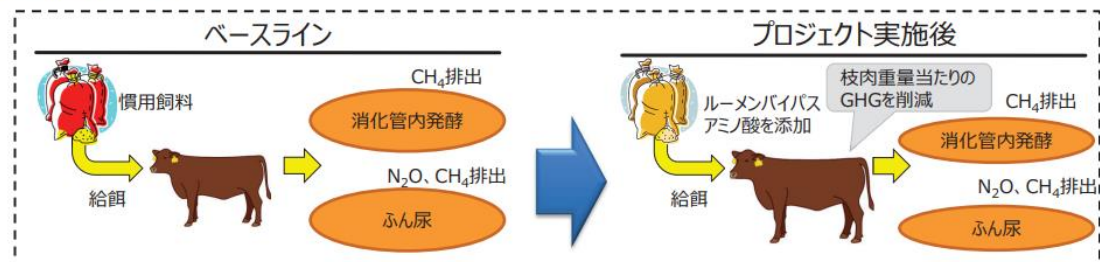 ベースライン
慣用飼料
給餌
CH₄排出
消化管内発酵
N₂O、CH₄排出
ふん尿
プロジェクト実施後
ルーメンバイパス
アミノ酸を添加
給餌
枝肉重量当たりの
GHGを削減
CH₄排出
消化管内発酵
N₂O、CH₄排出
ふん尿